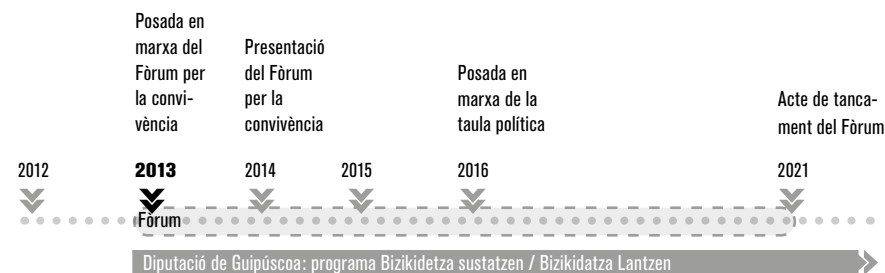 Posada en
marxa del
Fòrum per
la convi-
vència
Presentació
del Fòrum
per la
convivència
Posada en
marxa de la
taula política
Acte de tanca-
ment del Fòrum
2012
2013
2014
2015
2016
2021
Fòrum
Diputació de Guipúscoa: programa Bizikidetza sustatzen / Bizikidatza Lantzen